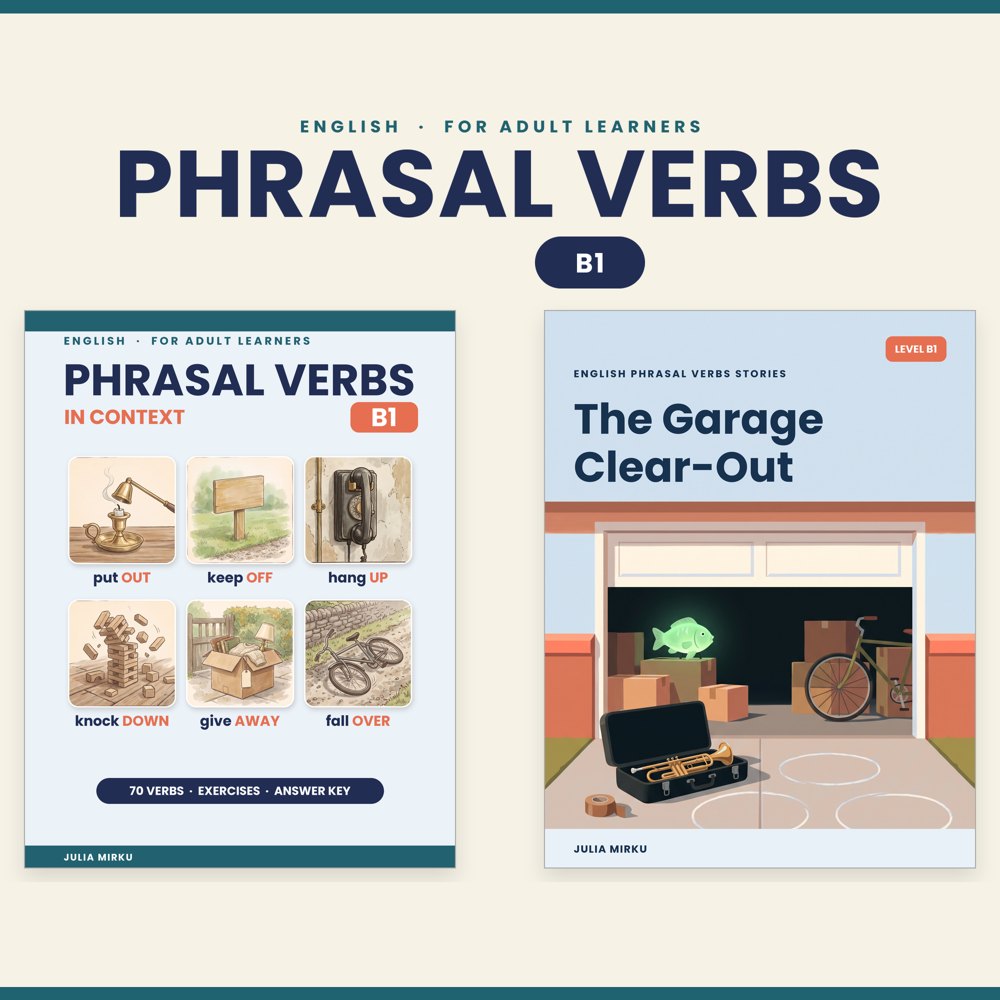 ENGLISH · FOR ADULT LEARNERS
PHRASAL VERBS
B1
ENGLISH · FOR ADULT LEARNERS
PHRASAL VERBS
IN CONTEXT
B1
put OUT
keep OFF
hang UP
knock DOWN
give AWAY
fall OVER
70 VERBS · EXERCISES · ANSWER KEY
JULIA MIRKU
LEVEL B1
ENGLISH PHRASAL VERBS STORIES
The Garage
Clear-Out
JULIA MIRKU